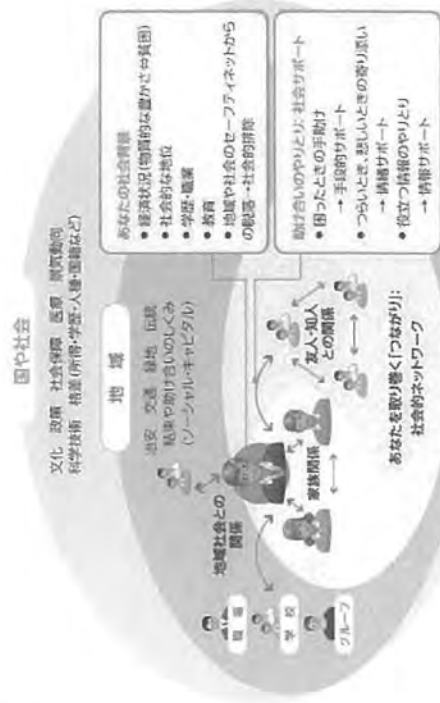 国や社会
文化　政策　社会保障　医療　景気動向
科学技術　格差(所得・学歴・人種・国籍など)
地　域
治安　交通　緑地　伝統
結束や助け合いのしくみ
(ソーシャル・キャピタル)
地域社会との
関係
職　場
学　校
グループ
家族関係
友人・知人
との関係
あなたを取り巻く「つながり」:
社会的ネットワーク
あなたの社会背景
● 経済状況(物質的な豊かさ⇔貧困)
● 社会的な地位
● 学歴・職業
● 教育
● 地域や社会のセーフティネットから
の脱落→社会的排除
助け合いのやりとり:社会サポート
● 困ったときの手助け
→ 手段的サポート
● つらいとき、悲しいときの寄り添い
→ 情緒サポート
● 役立つ情報のやりとり
→ 情報サポート